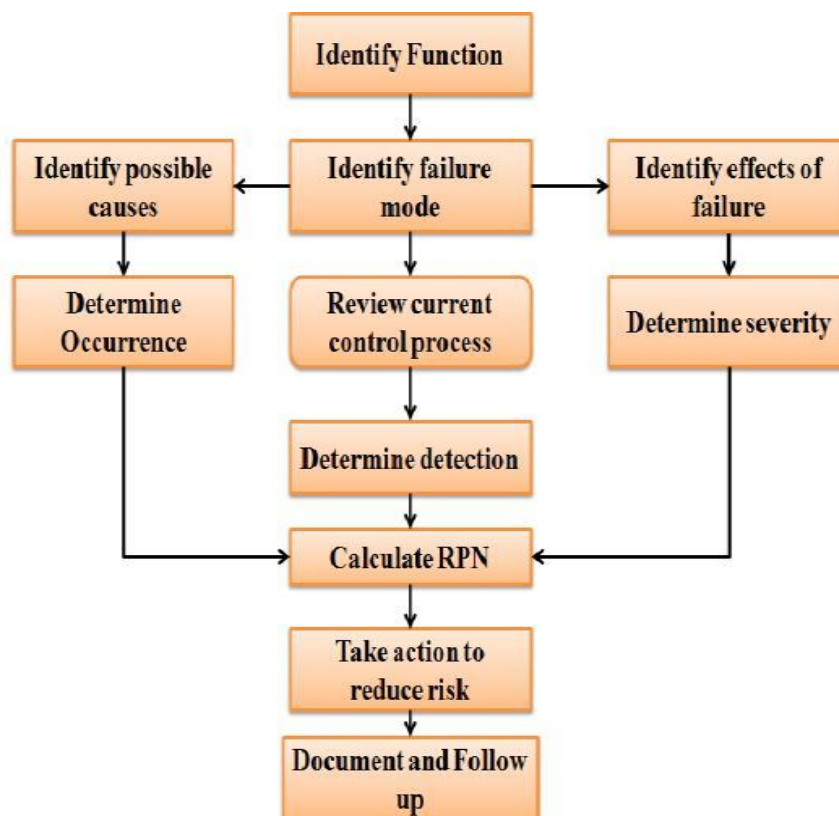 Identify Function
Identify possible
causes
Identify failure
mode
Identify effects of
failure
Determine
Occurrence
Review current
control process
Determine severity
Determine detection
Calculate RPN
Take action to
reduce risk
Document and Follow
up